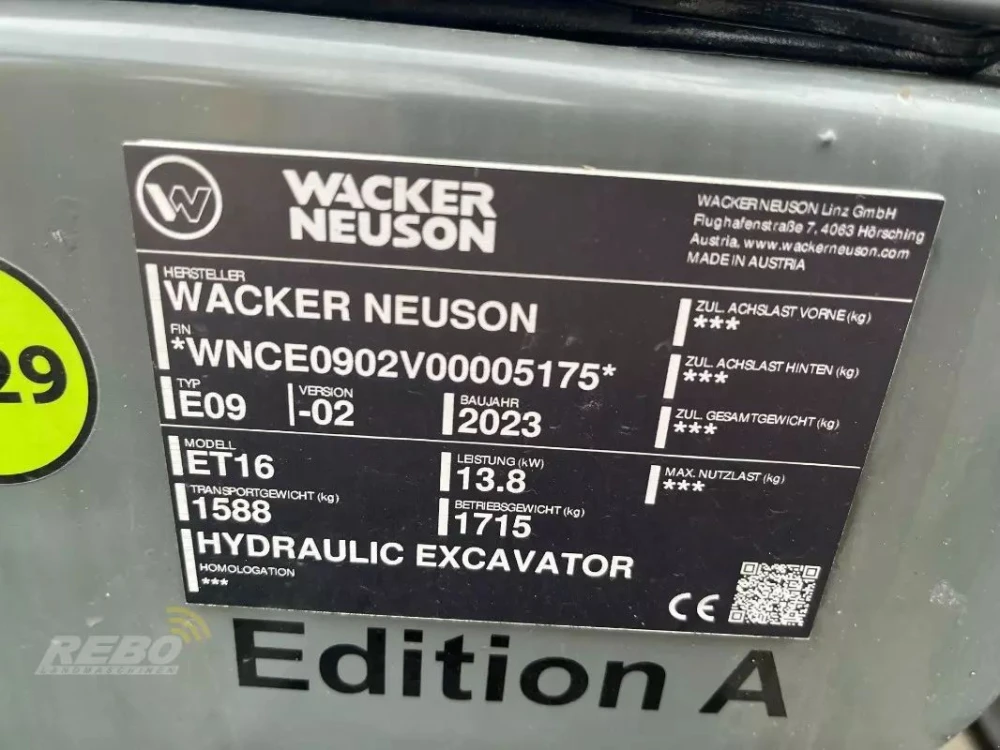 WACKER
NEUSON
WACKER NEUSON Linz GmbH
Flughafenstraße 7, 4063 Hörsching
Austria, www.wackerneuson.com
MADE IN AUSTRIA
HERSTELLER
WACKER NEUSON
FIN
*WNCE0902V00005175*
TYP
E09
VERSION
-02
BAUJAHR
2023
ZUL. ACHSLAST VORNE (kg)
***
ZUL. ACHSLAST HINTEN (kg)
***
ZUL. GESAMTGEWICHT (kg)
***
MODELL
ET16
LEISTUNG (kW)
13.8
MAX. NUTZLAST (kg)
***
TRANSPORTGEWICHT (kg)
1588
BETRIEBSGEWICHT (kg)
1715
HYDRAULIC EXCAVATOR
HOMOLOGATION
***
CE
29
Edition A
REBO
LANDMASCHINEN